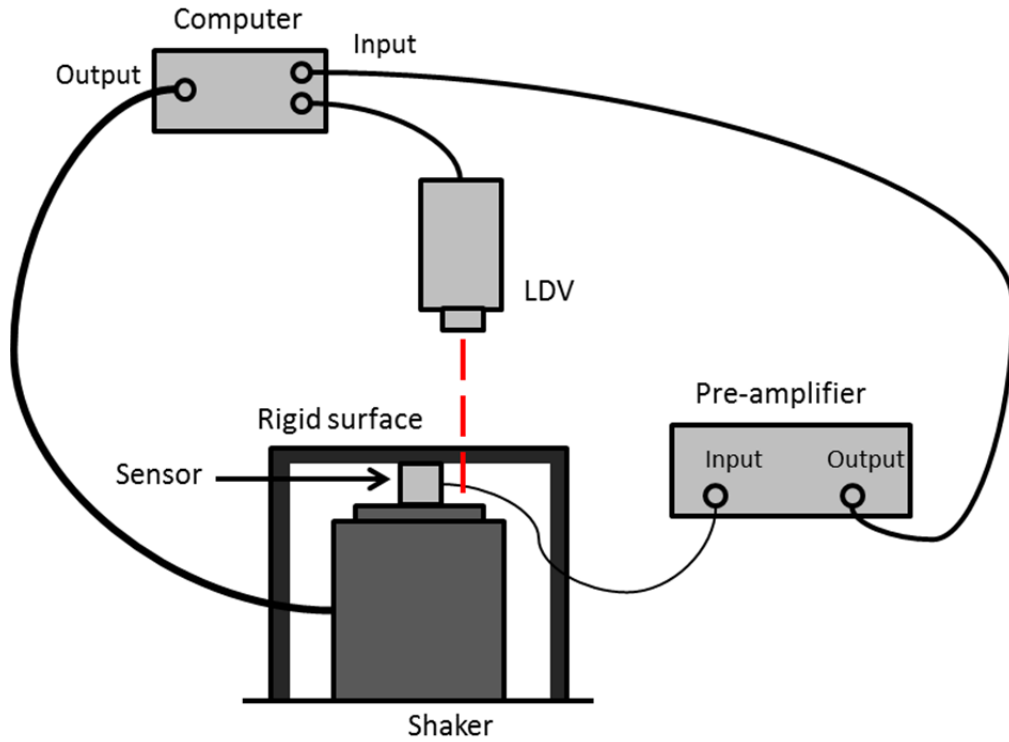 Computer
Input
Output
LDV
Pre-amplifier
Rigid surface
Input
Output
Sensor
Shaker